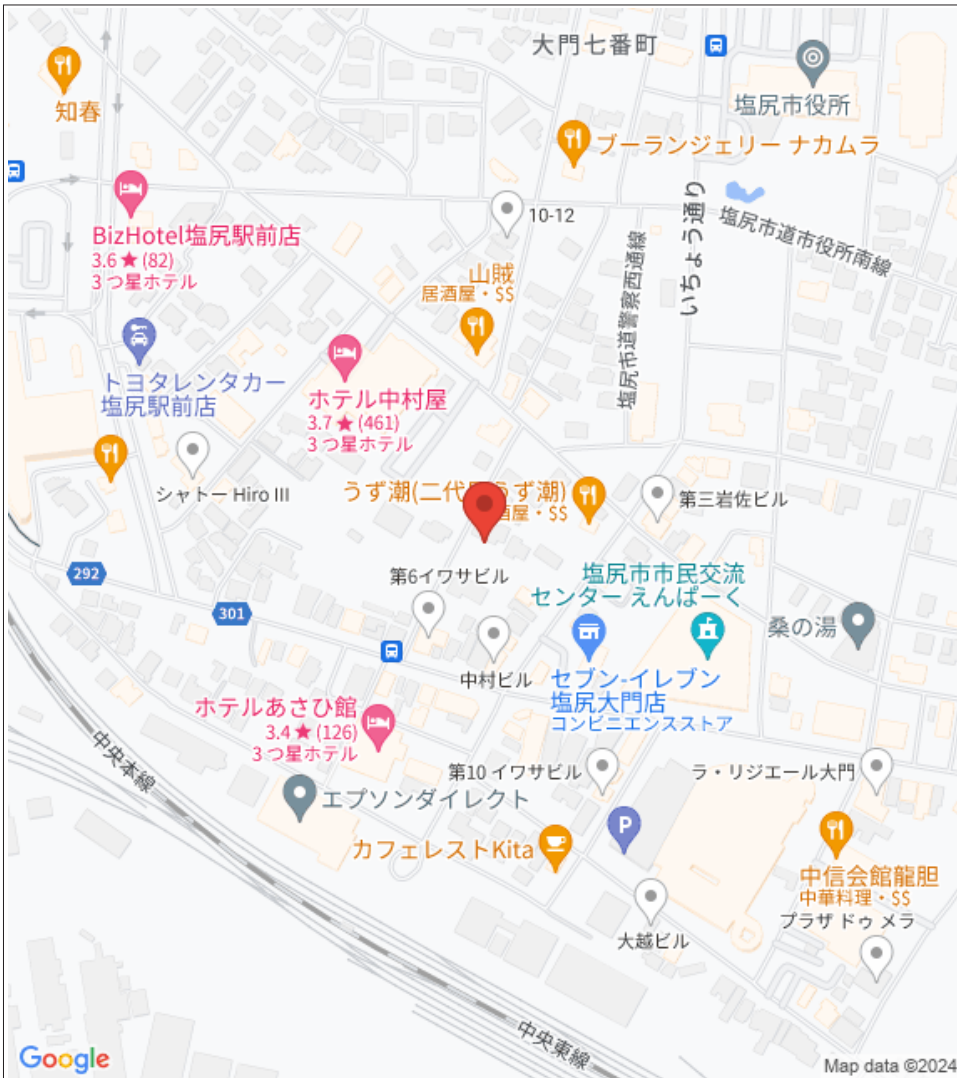 大門七番町
知春
塩尻市役所
ブーランジェリー ナカムラ
10-12
BizHotel塩尻駅前店
3.6 ★ (82)
3 つ星ホテル
塩尻市道市役所南線
いちょう通り
塩尻市道警察西通線
山賊
居酒屋・$$
トヨタレンタカー
塩尻駅前店
ホテル中村屋
3.7 ★ (461)
3 つ星ホテル
シャトー Hiro III
うず潮(二代
うず潮)
酒屋・$$
第三岩佐ビル
292
第6イワサビル
塩尻市市民交流
センター えんぱーく
301
桑の湯
中村ビル
セブン-イレブン
塩尻大門店
コンビニエンスストア
ホテルあさひ館
3.4 ★ (126)
3 つ星ホテル
中央本線
第10 イワサビル
ラ・リジエール大門
エプソンダイレクト
P
カフェレストKita
中信会館龍胆
中華料理・$$
プラザ ドゥ メラ
大越ビル
中央東線
Google
Map data ©2024